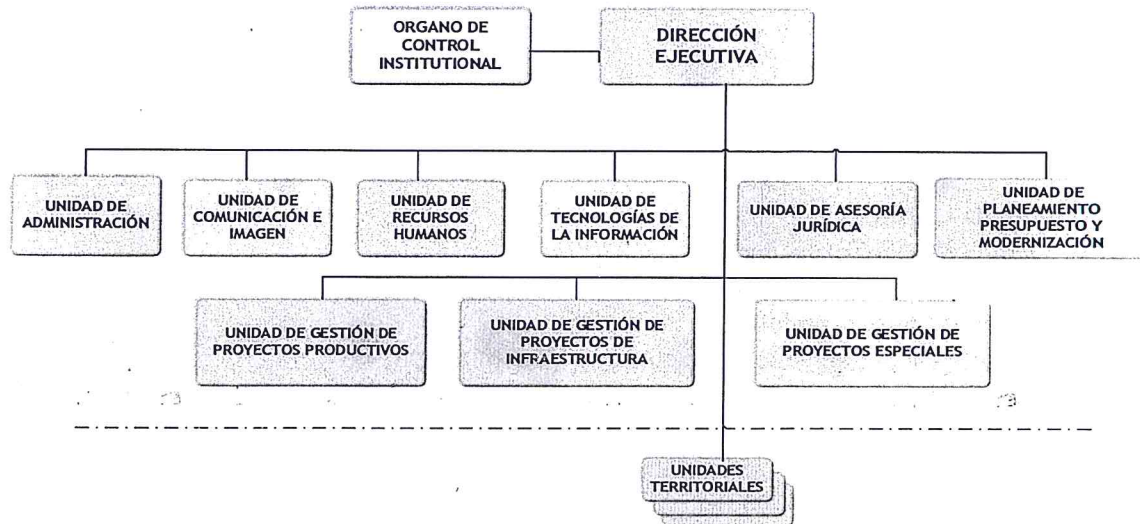 ORGANO DE
CONTROL
INSTITUTIONAL
DIRECCIÓN
EJECUTIVA
UNIDAD DE
ADMINISTRACIÓN
UNIDAD DE
COMUNICACIÓN E
IMAGEN
UNIDAD DE
RECURSOS
HUMANOS
UNIDAD DE
TECNOLOGÍAS DE
LA INFORMACIÓN
UNIDAD DE ASESORÍA
JURÍDICA
UNIDAD DE
PLANEAMIENTO
PRESUPUESTO Y
MODERNIZACIÓN
UNIDAD DE GESTIÓN DE
PROYECTOS PRODUCTIVOS
UNIDAD DE GESTIÓN DE
PROYECTOS DE
INFRAESTRUCTURA
UNIDAD DE GESTIÓN DE
PROYECTOS ESPECIALES
UNIDADES
TERRITORIALES